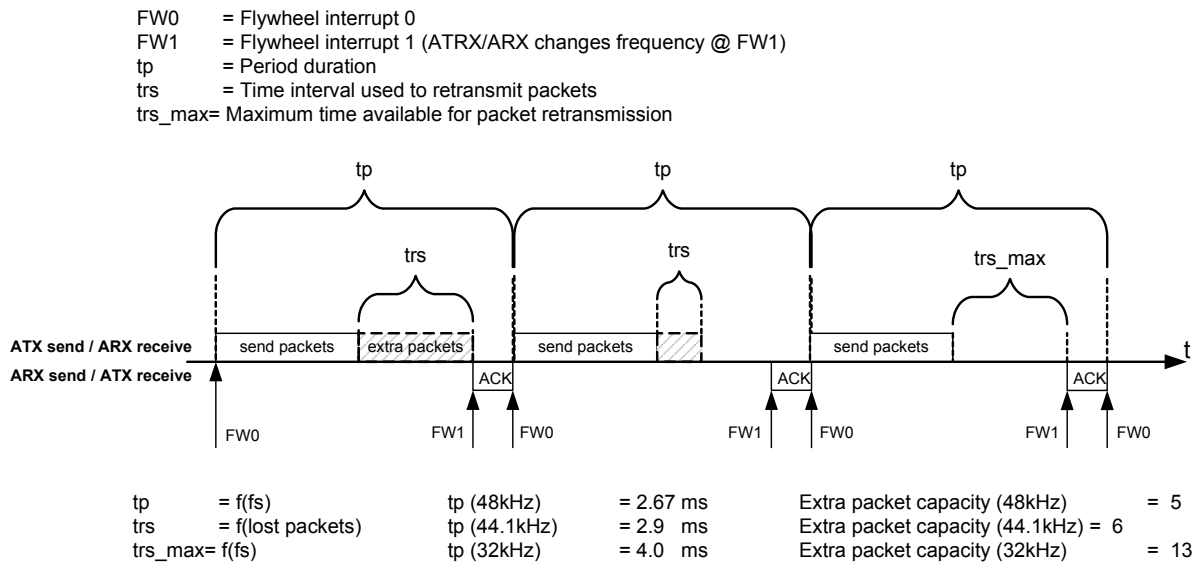 FW0 = Flywheel interrupt 0
FW1 = Flywheel interrupt 1 (ATRX/ARX changes frequency @ FW1)
tp = Period duration
trs = Time interval used to retransmit packets
trs_max= Maximum time available for packet retransmission
tp tp tp
trs trs trs_max
ATX send / ARX receive send packets extra packets send packets send packets t
ARX send / ATX receive ACK ACK ACK
FW0 FW1 FW0 FW1 FW0 FW1 FW0
tp = f(fs) tp (48kHz) = 2.67 ms Extra packet capacity (48kHz) = 5
trs = f(lost packets) tp (44.1kHz) = 2.9 ms Extra packet capacity (44.1kHz) = 6
trs_max= f(fs) tp (32kHz) = 4.0 ms Extra packet capacity (32kHz) = 13